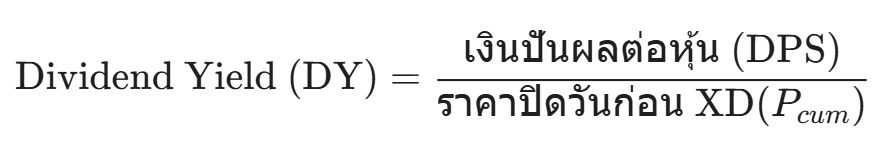 Dividend Yield (DY) = เงินปันผลต่อหุ้น (DPS)
ราคาปิดวันก่อน XD(P_cum)